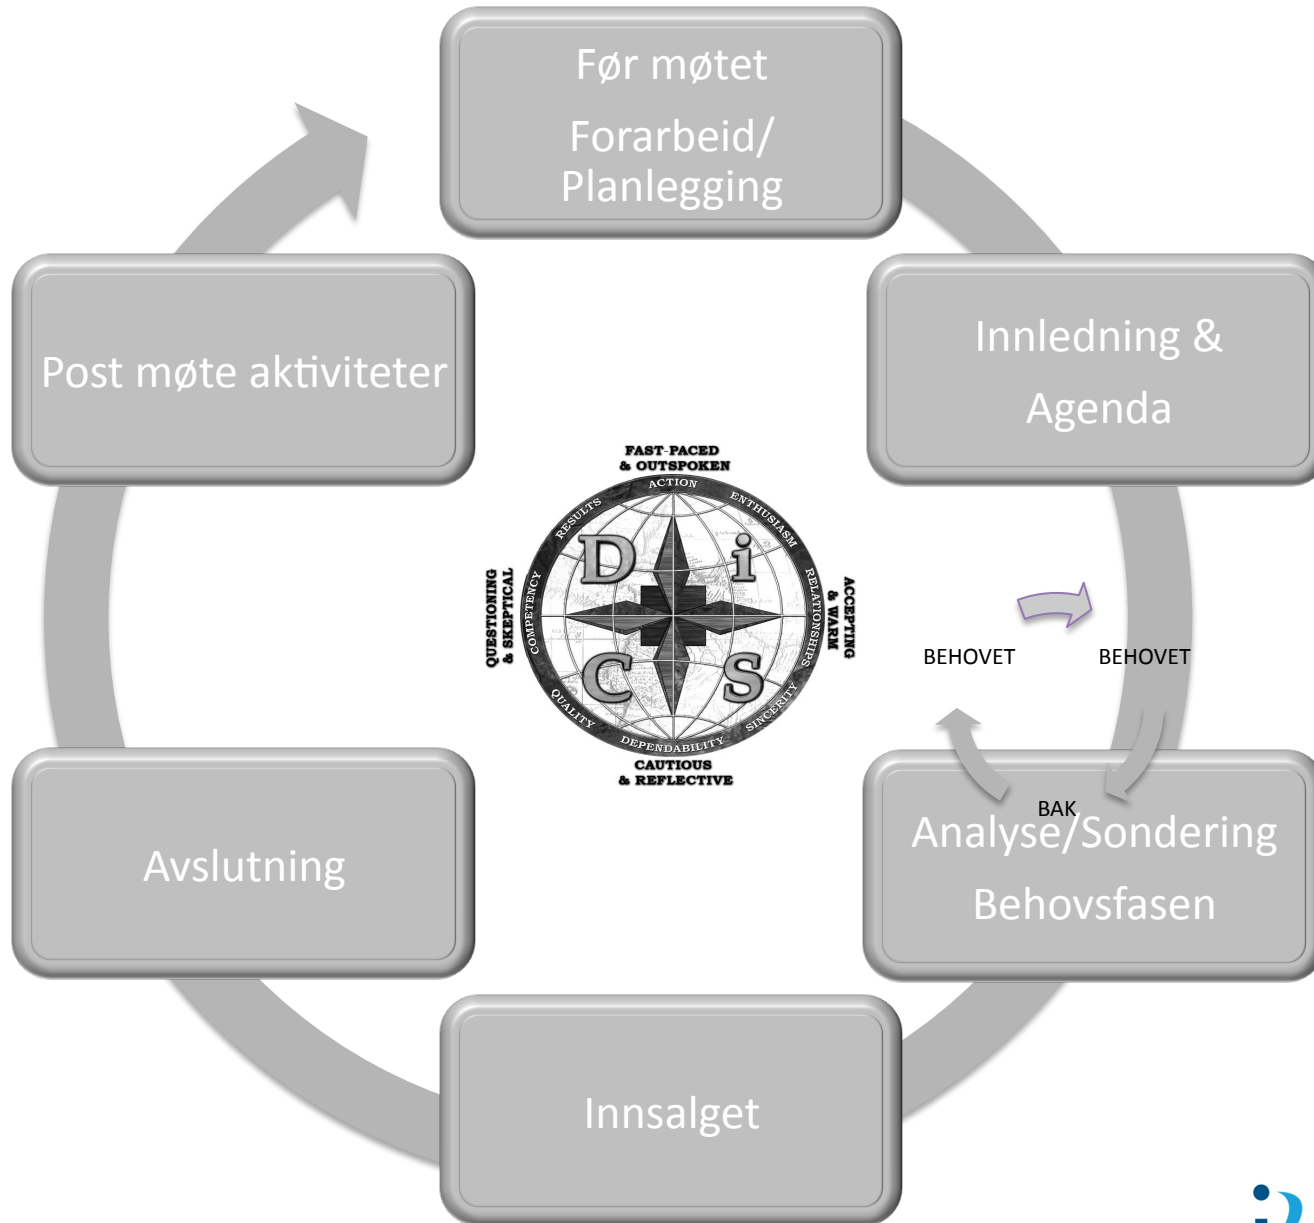 Før møtet
Forarbeid/
Planlegging
Innledning &
Agenda
Post møte aktiviteter
FAST-PACED
& OUTSPOKEN
ACTION
RESULTS
ENTHUSIASM
D
i
QUESTIONING
& SKEPTICAL
COMPETENCY
RELATIONSHIPS
ACCEPTING
& WARM
C
S
QUALITY
SINCERITY
DEPENDABILITY
CAUTIOUS
& REFLECTIVE
BEHOVET
BEHOVET
BAK
Analyse/Sondering
Behovsfasen
Avslutning
Innsalget